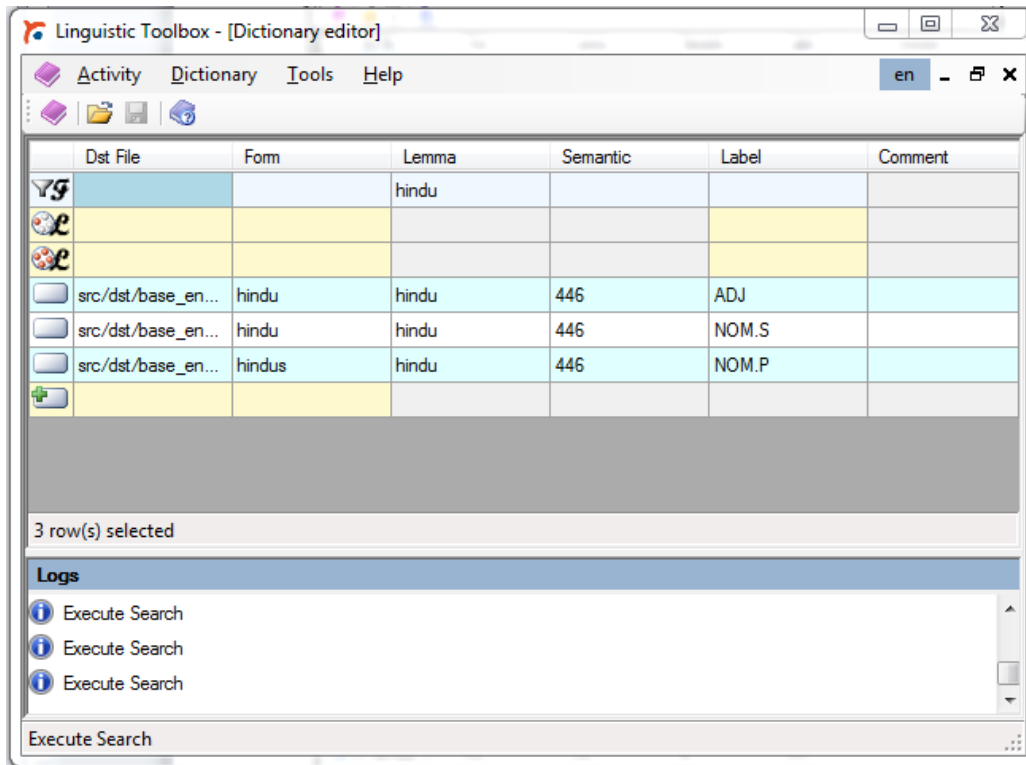 Linguistic Toolbox - [Dictionary editor]
Activity Dictionary Tools Help en
Dst File Form Lemma Semantic Label Comment
hindu
src/dst/base_en... hindu hindu 446 ADJ
src/dst/base_en... hindu hindu 446 NOM.S
src/dst/base_en... hindus hindu 446 NOM.P
3 row(s) selected
Logs
Execute Search
Execute Search
Execute Search
Execute Search